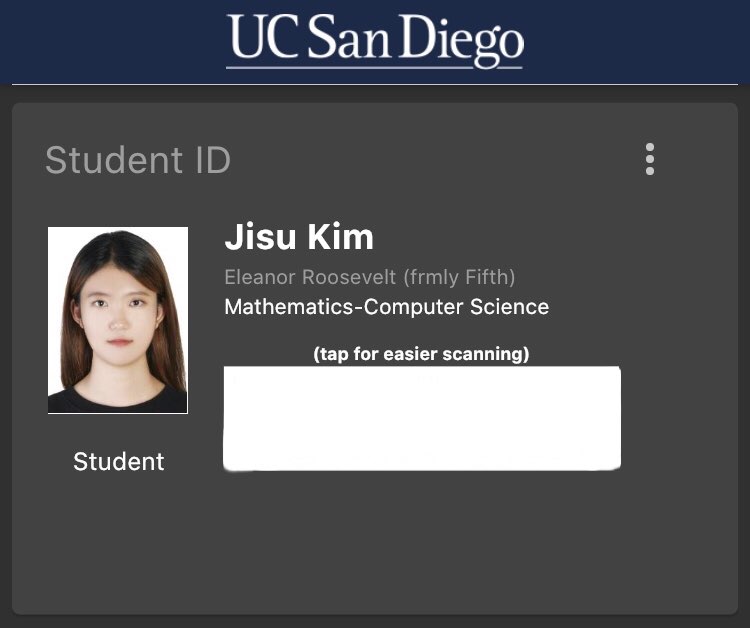 UC San Diego
Student ID
Jisu Kim
Eleanor Roosevelt (frmly Fifth)
Mathematics-Computer Science
(tap for easier scanning)
Student